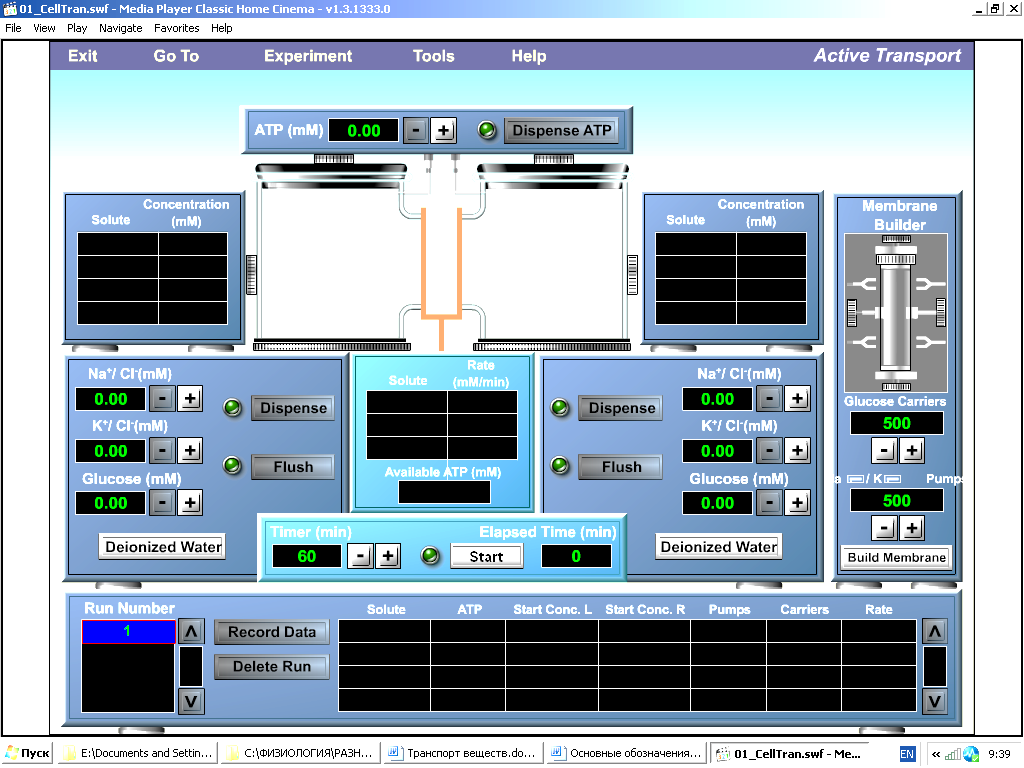 01_CellTran.swf - Media Player Classic Home Cinema - v1.3.1333.0
File View Play Navigate Favorites Help
Exit Go To Experiment Tools Help Active Transport
ATP (mM) 0.00 - + Dispense ATP
Solute Concentration (mM)
Solute Concentration (mM)
Membrane
Builder
Na+/ Cl-(mM)
0.00 - +
Dispense
K+/ Cl-(mM)
0.00 - +
Flush
Glucose (mM)
0.00 - +
Deionized Water
Solute Rate (mM/min)
Available ATP (mM)
Timer (min) Elapsed Time (min)
60 - + Start 0
Na+/ Cl-(mM)
Dispense 0.00 - +
K+/ Cl-(mM)
Flush 0.00 - +
Glucose (mM)
0.00 - +
Deionized Water
Glucose Carriers
500
- +
a / K Pumps
500
- +
Build Membrane
Run Number Solute ATP Start Conc. L Start Conc. R Pumps Carriers Rate
1 Λ Record Data Λ
Delete Run
V V
Пуск E:\Documents and Settin... C:\ФИЗИОЛОГИЯ\РАЗН... Транспорт веществ.do... Основные обозначения... 01_CellTran.swf - Me... EN « 9:39